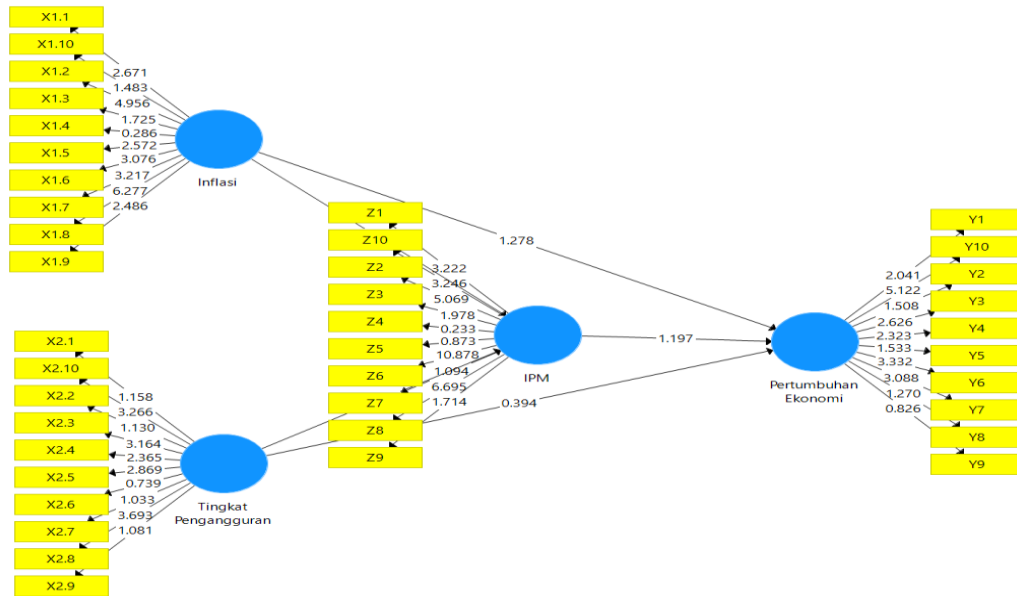 X1.1
X1.10
X1.2
X1.3
X1.4
X1.5
X1.6
X1.7
X1.8
X1.9
2.671
1.483
4.956
1.725
0.286
2.572
3.076
3.217
6.277
2.486
Inflasi
X2.1
X2.10
X2.2
X2.3
X2.4
X2.5
X2.6
X2.7
X2.8
X2.9
1.158
3.266
1.130
3.164
2.365
2.869
0.739
1.033
3.693
1.081
Tingkat
Pengangguran
Z1
Z10
Z2
Z3
Z4
Z5
Z6
Z7
Z8
Z9
3.222
3.246
5.069
1.978
0.233
0.873
10.878
1.094
6.695
1.714
IPM
1.278
1.197
0.394
Pertumbuhan
Ekonomi
2.041
5.122
1.508
2.626
2.323
1.533
3.332
3.088
1.270
0.826
Y1
Y10
Y2
Y3
Y4
Y5
Y6
Y7
Y8
Y9